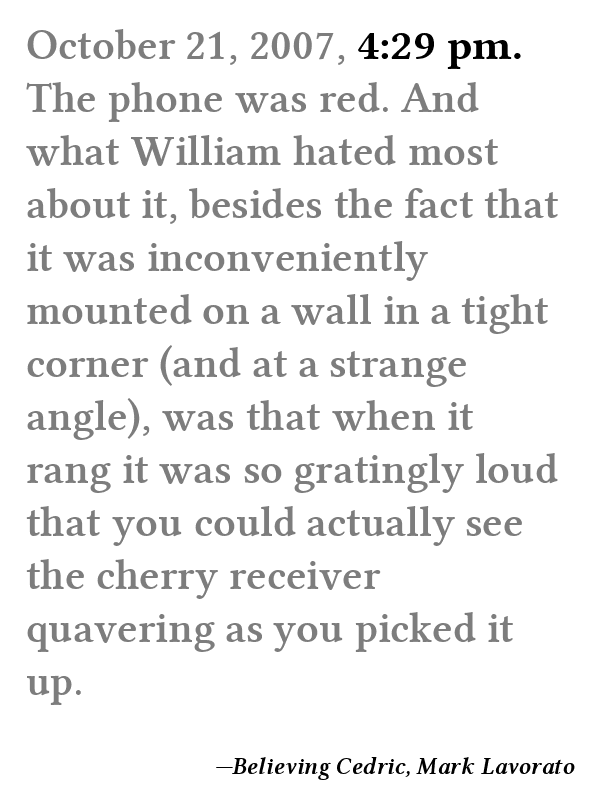 October 21, 2007, 4:29 pm.
The phone was red. And
what William hated most
about it, besides the fact that
it was inconveniently
mounted on a wall in a tight
corner (and at a strange
angle), was that when it
rang it was so gratingly loud
that you could actually see
the cherry receiver
quavering as you picked it
up.
—Believing Cedric, Mark Lavorato